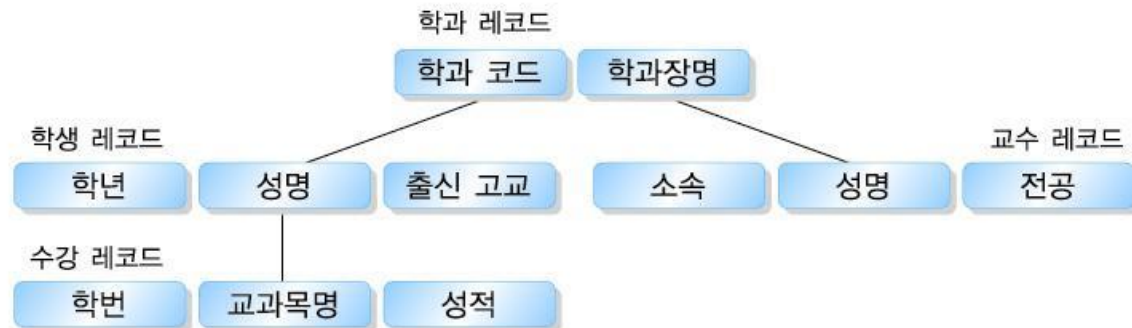 학과 레코드
학과 코드 학과장명
학생 레코드 교수 레코드
학년 성명 출신 고교 소속 성명 전공
수강 레코드
학번 교과목명 성적